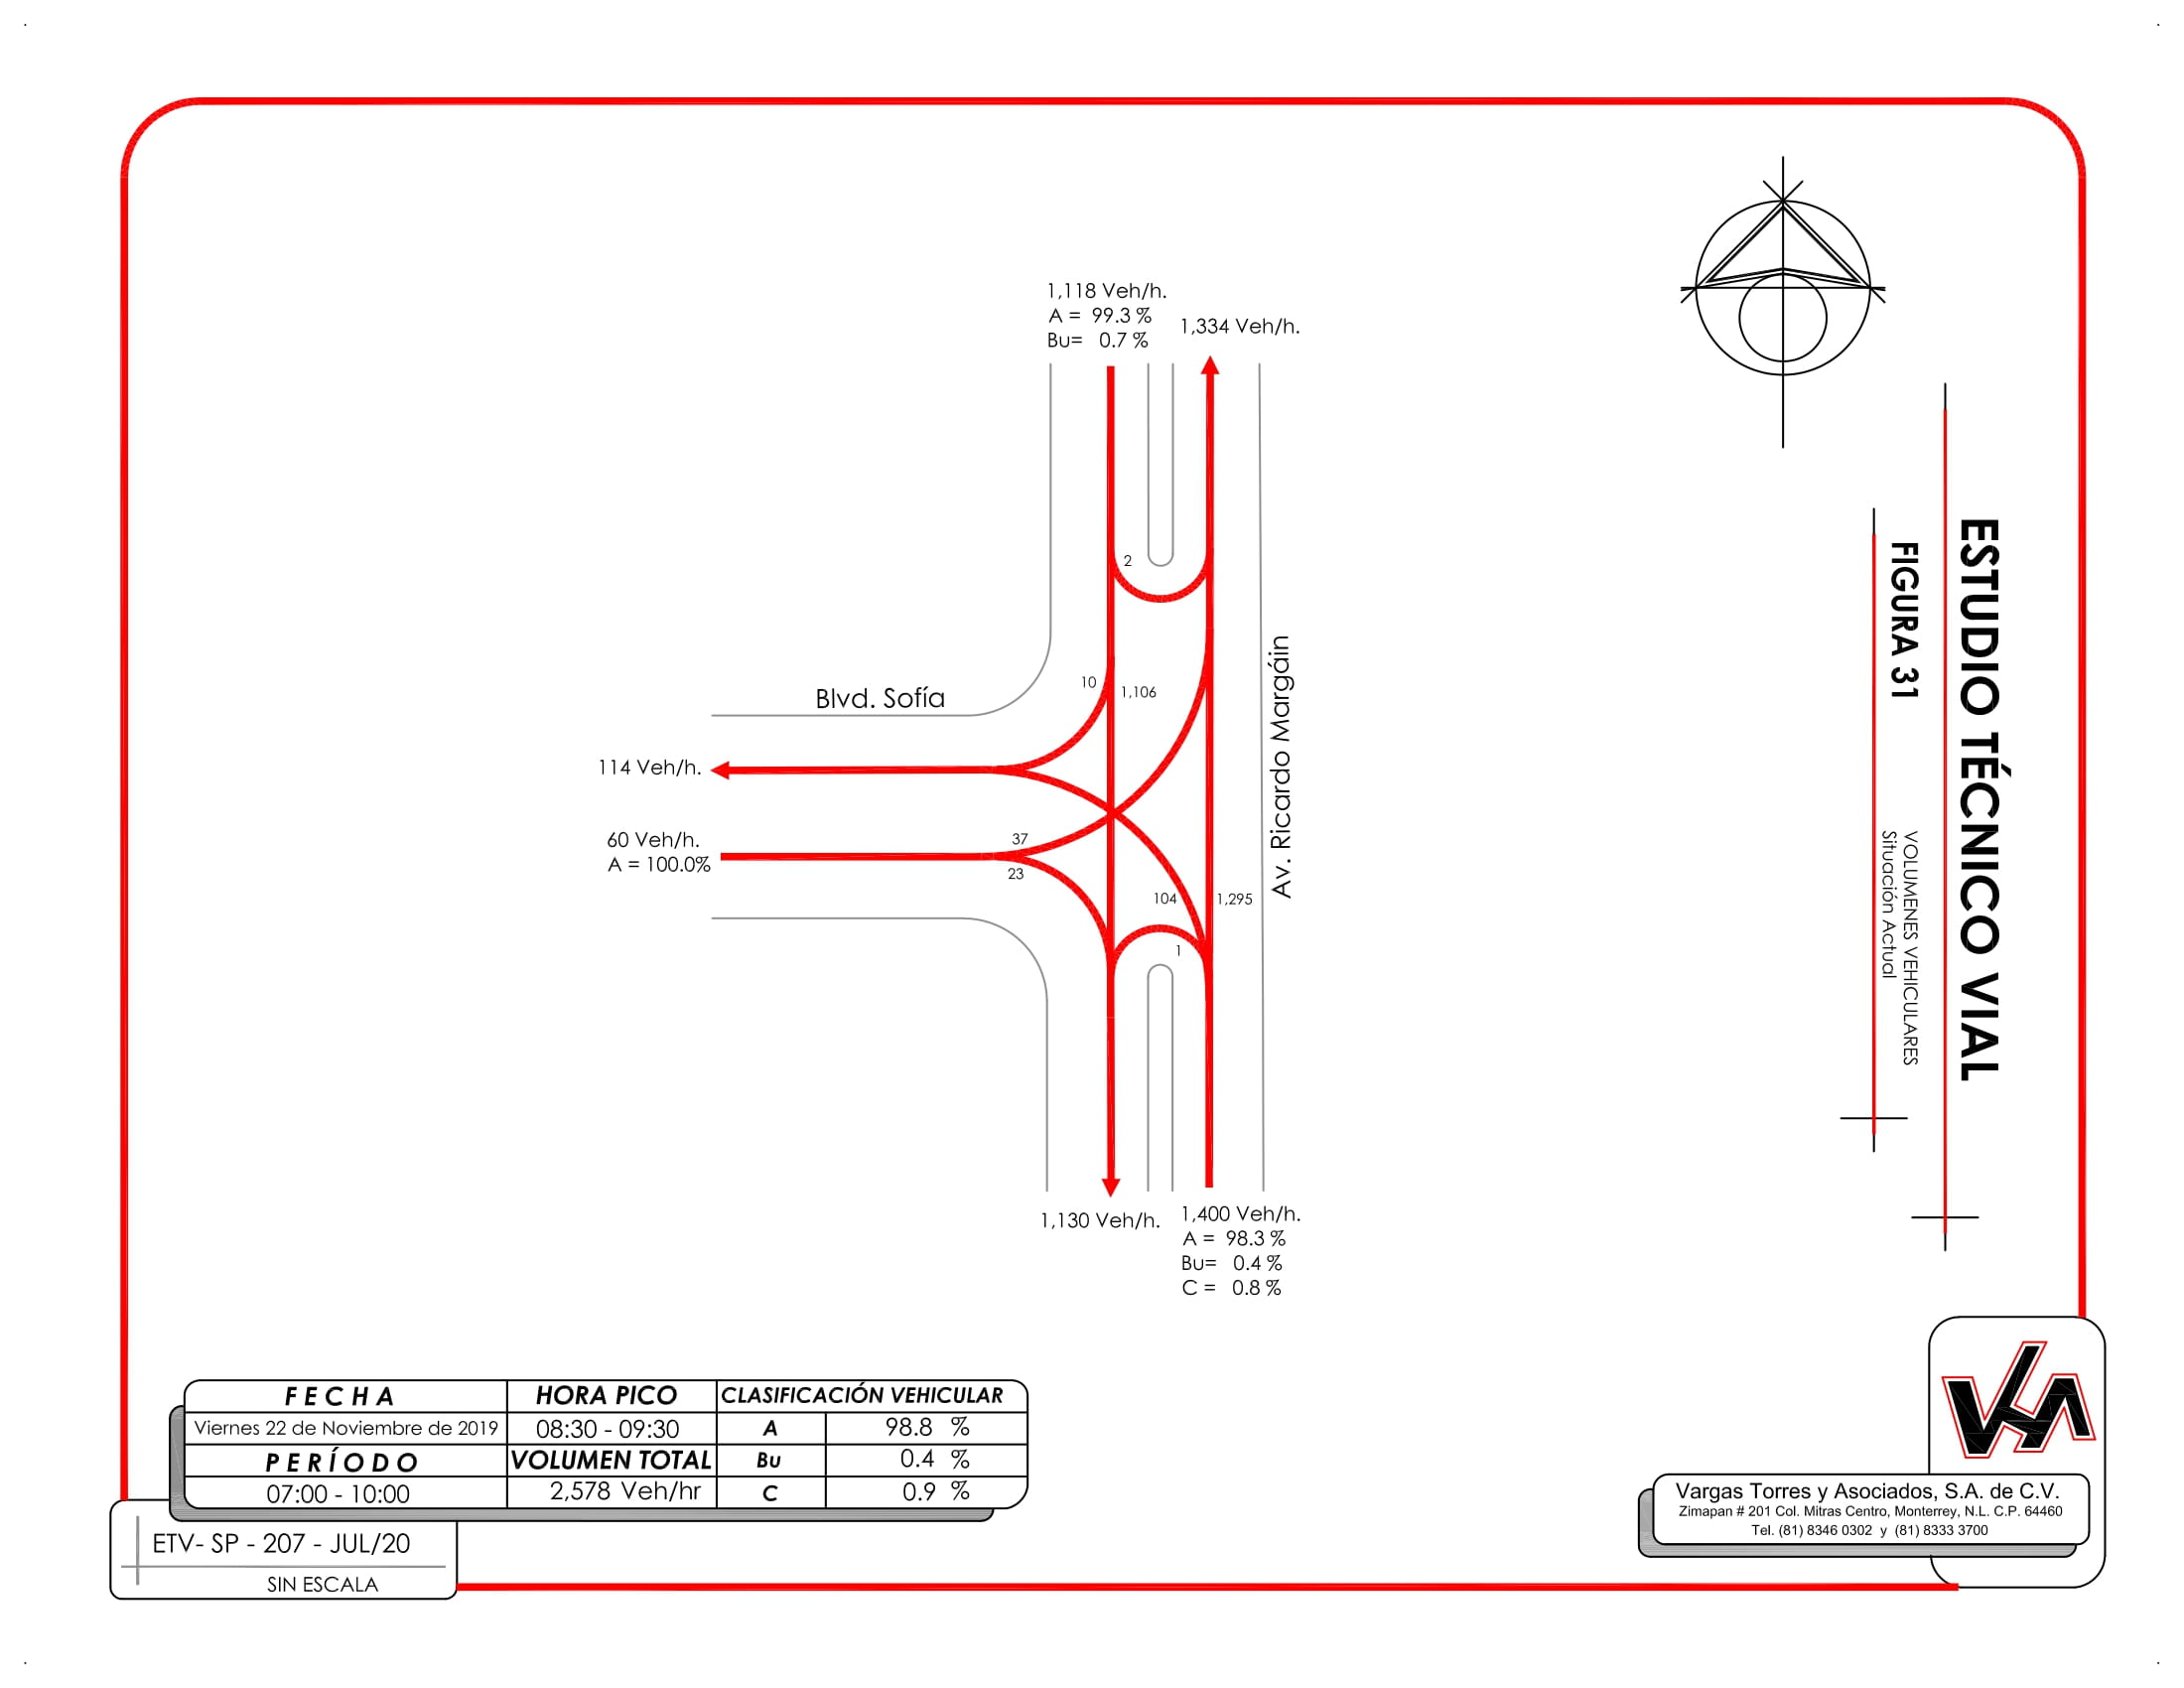 1,118 Veh/h.
A = 99.3 %
Bu= 0.7 %
1,334 Veh/h.
2
10
1,106
Blvd. Sofía
Av. Ricardo Margáin
114 Veh/h.
60 Veh/h.
A = 100.0%
37
23
104
1,295
1
1,130 Veh/h.
1,400 Veh/h.
A = 98.3 %
Bu= 0.4 %
C = 0.8 %
ESTUDIO TÉCNICO VIAL
FIGURA 31
VOLUMENES VEHICULARES
Situación Actual
FECHA HORA PICO CLASIFICACIÓN VEHICULAR
Viernes 22 de Noviembre de 2019 08:30 - 09:30 A 98.8 %
PERÍODO VOLUMEN TOTAL Bu 0.4 %
07:00 - 10:00 2,578 Veh/hr C 0.9 %
ETV- SP - 207 - JUL/20
SIN ESCALA
Vargas Torres y Asociados, S.A. de C.V.
Zimapan # 201 Col. Mitras Centro, Monterrey, N.L. C.P. 64460
Tel. (81) 8346 0302 y (81) 8333 3700